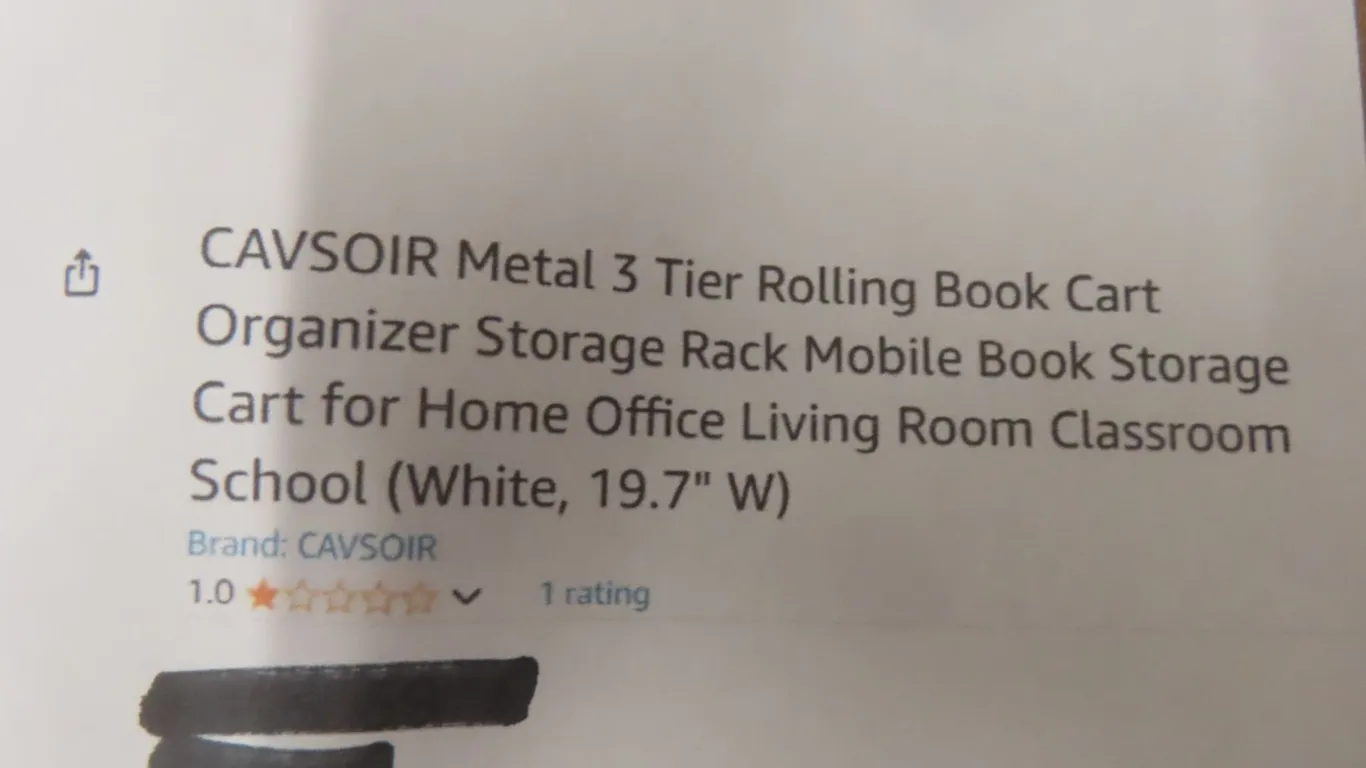 CAVSOIR Metal 3 Tier Rolling Book Cart
Organizer Storage Rack Mobile Book Storage
Cart for Home Office Living Room Classroom
School (White, 19.7" W)
Brand: CAVSOIR
1.0 1 rating